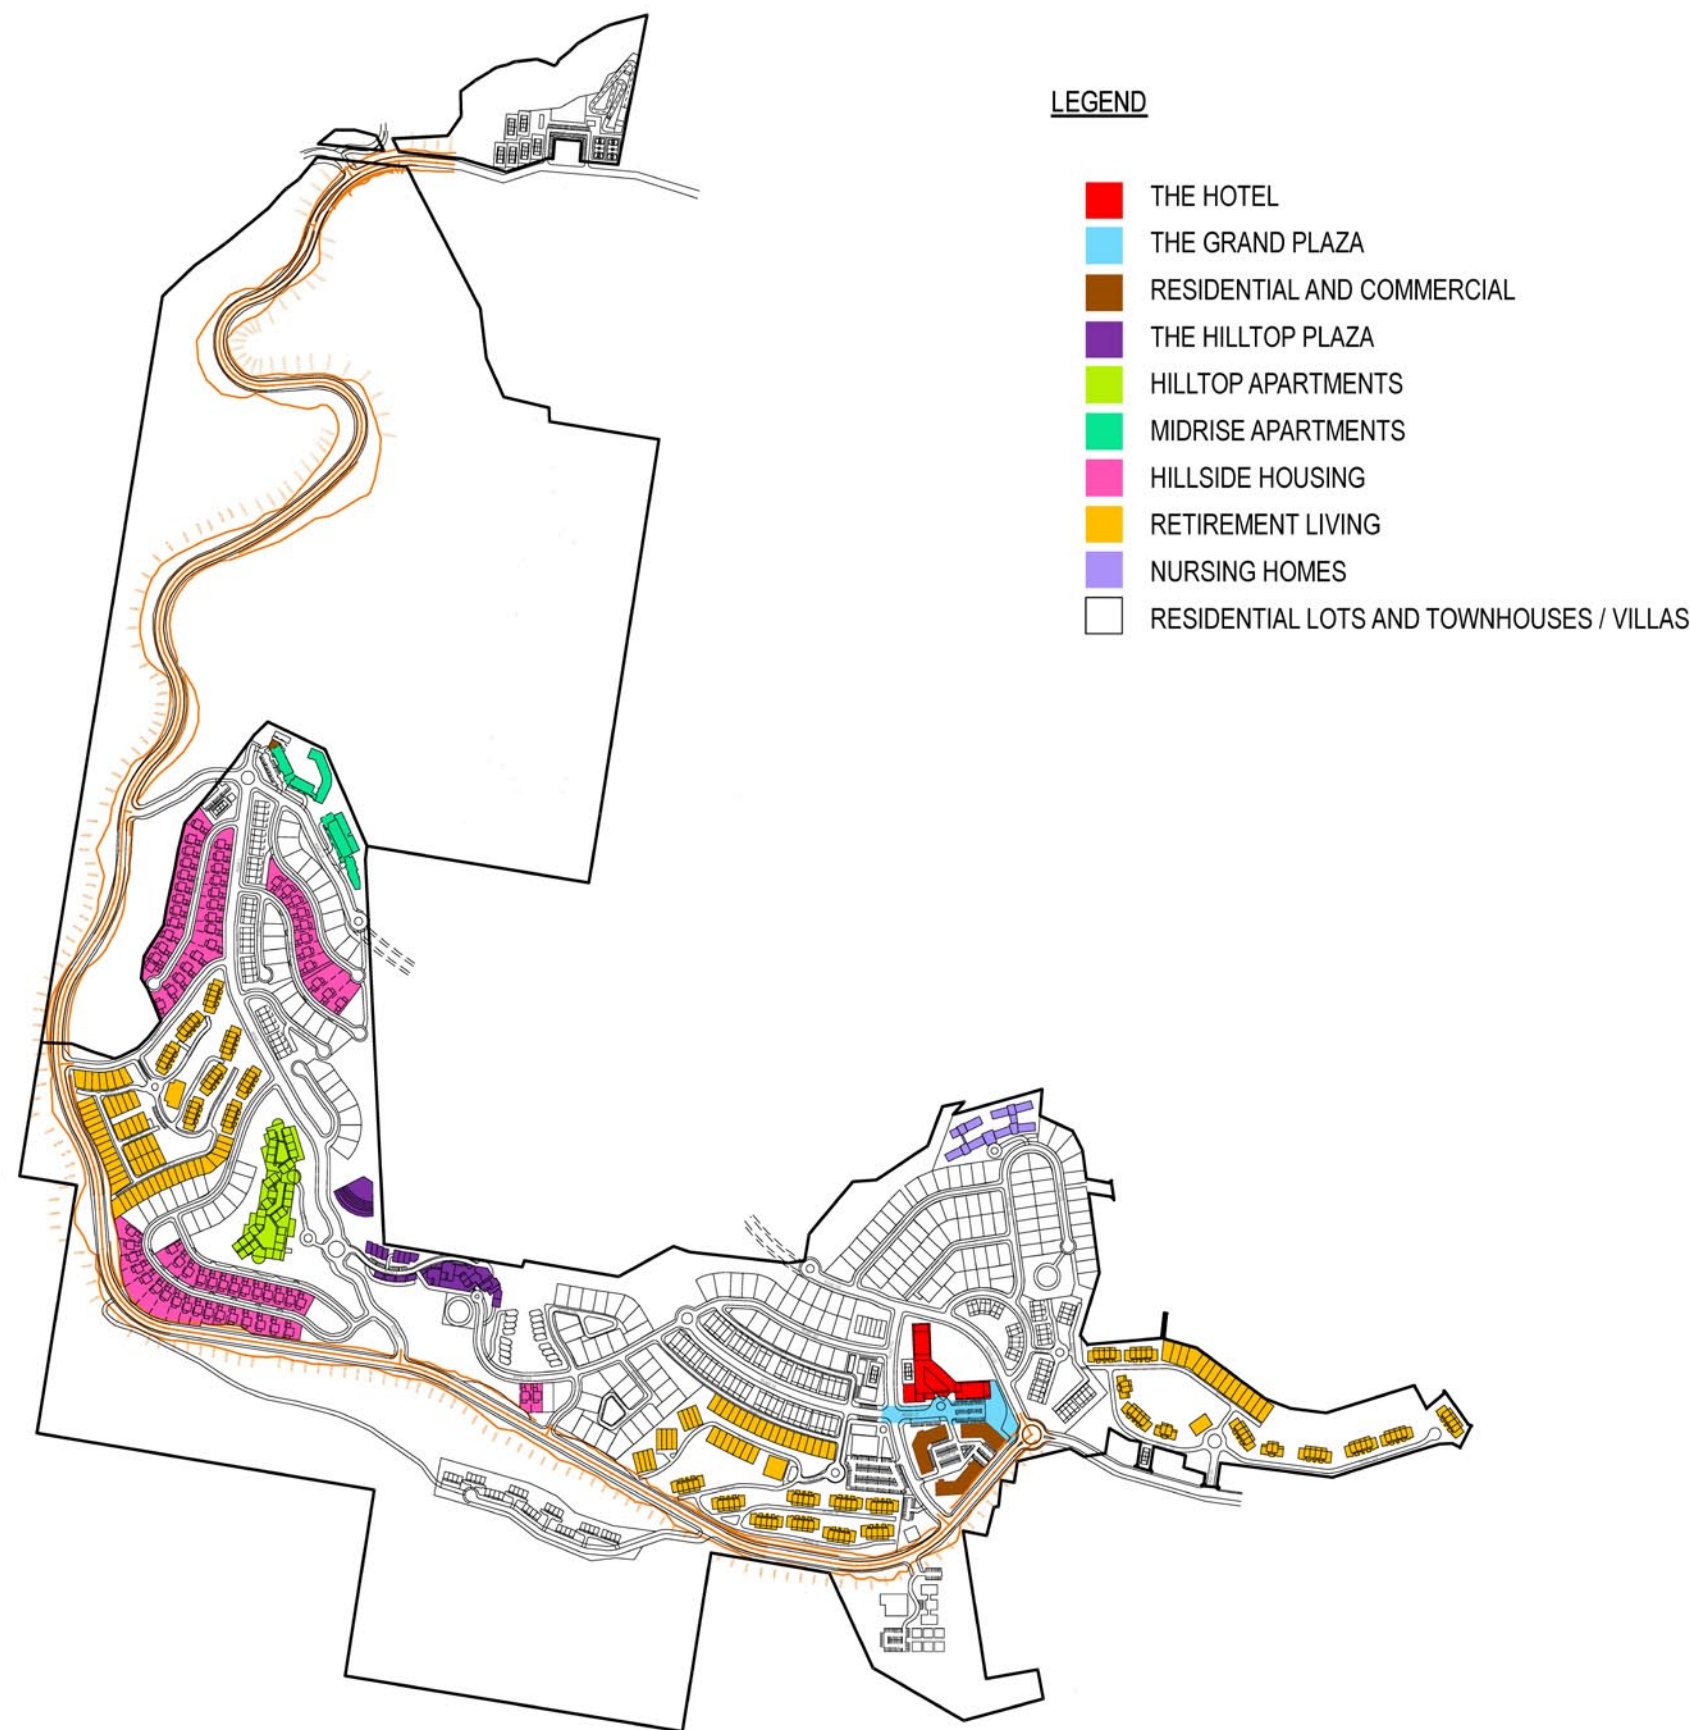 LEGEND
THE HOTEL
THE GRAND PLAZA
RESIDENTIAL AND COMMERCIAL
THE HILLTOP PLAZA
HILLTOP APARTMENTS
MIDRISE APARTMENTS
HILLSIDE HOUSING
RETIREMENT LIVING
NURSING HOMES
RESIDENTIAL LOTS AND TOWNHOUSES / VILLAS